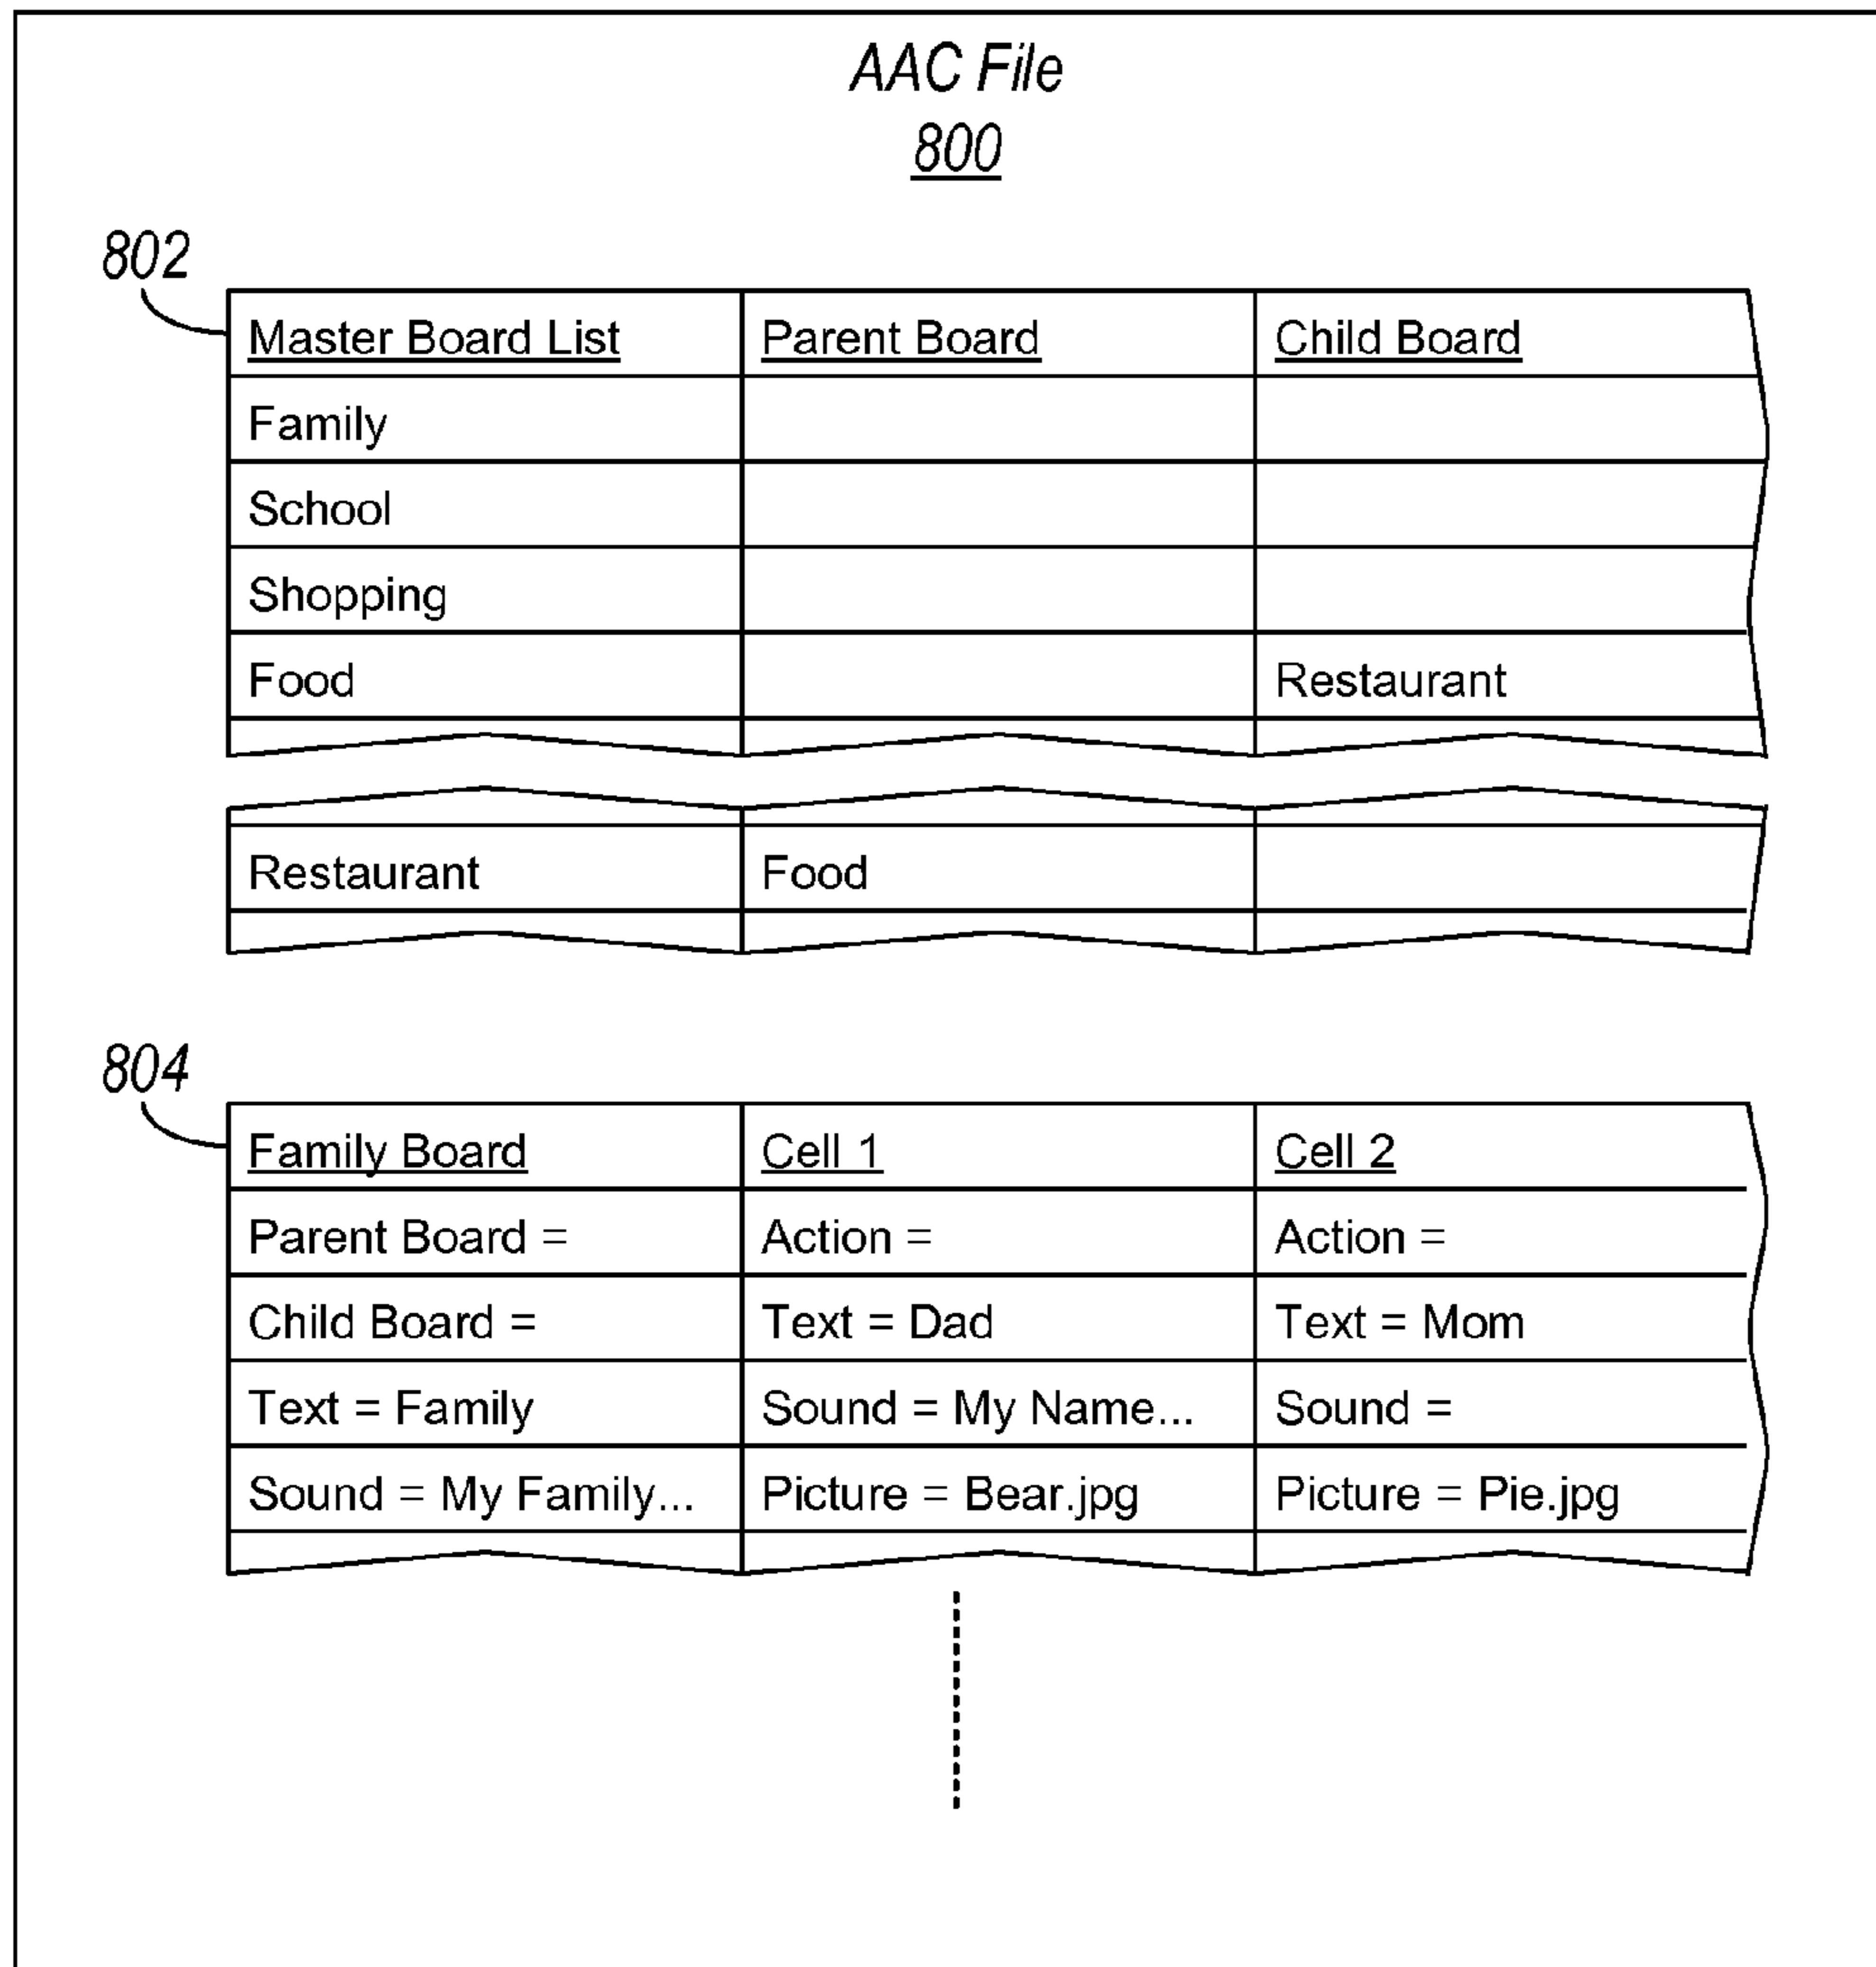 AAC File
800
802
Master Board List Parent Board Child Board
Family
School
Shopping
Food Restaurant
Restaurant Food
804
Family Board Cell 1 Cell 2
Parent Board = Action = Action =
Child Board = Text = Dad Text = Mom
Text = Family Sound = My Name... Sound =
Sound = My Family... Picture = Bear.jpg Picture = Pie.jpg